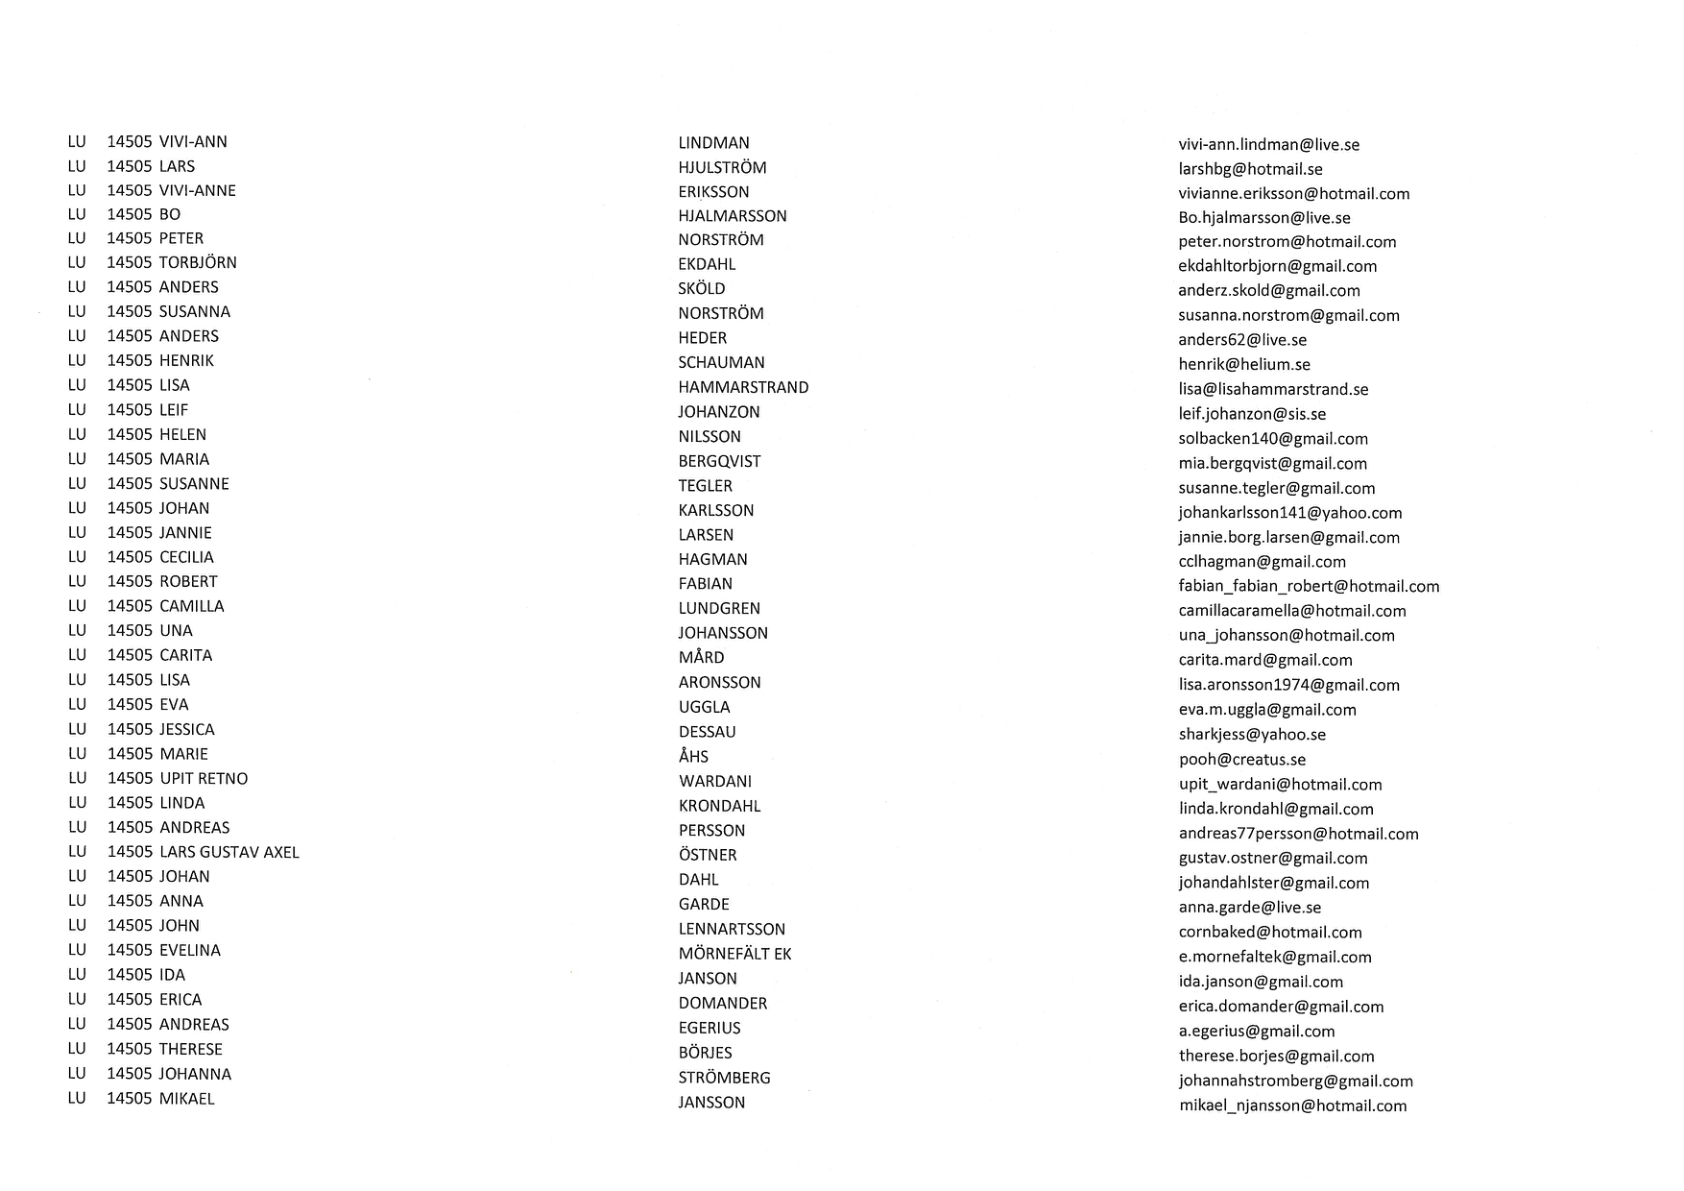 LU 14505 VIVI-ANN LINDMAN vivi-ann.lindman@live.se
LU 14505 LARS HJULSTRÖM larshbg@hotmail.se
LU 14505 VIVI-ANNE ERIKSSON vivianne.eriksson@hotmail.com
LU 14505 BO HJALMARSSON Bo.hjalmarsson@live.se
LU 14505 PETER NORSTRÖM peter.norstrom@hotmail.com
LU 14505 TORBJÖRN EKDAHL ekdahltorbjorn@gmail.com
LU 14505 ANDERS SKÖLD anderz.skold@gmail.com
LU 14505 SUSANNA NORSTRÖM susanna.norstrom@gmail.com
LU 14505 ANDERS HEDER anders62@live.se
LU 14505 HENRIK SCHAUMAN henrik@helium.se
LU 14505 LISA HAMMARSTRAND lisa@lisahammarstrand.se
LU 14505 LEIF JOHANZON leif.johanzon@sis.se
LU 14505 HELEN NILSSON solbacken140@gmail.com
LU 14505 MARIA BERGQVIST mia.bergqvist@gmail.com
LU 14505 SUSANNE TEGLER susanne.tegler@gmail.com
LU 14505 JOHAN KARLSSON johankarlsson141@yahoo.com
LU 14505 JANNIE LARSEN jannie.borg.larsen@gmail.com
LU 14505 CECILIA HAGMAN cclhagman@gmail.com
LU 14505 ROBERT FABIAN fabian_fabian_robert@hotmail.com
LU 14505 CAMILLA LUNDGREN camillacaramella@hotmail.com
LU 14505 UNA JOHANSSON una_johansson@hotmail.com
LU 14505 CARITA MÅRD carita.mard@gmail.com
LU 14505 LISA ARONSSON lisa.aronsson1974@gmail.com
LU 14505 EVA UGGLA eva.m.uggla@gmail.com
LU 14505 JESSICA DESSAU sharkjess@yahoo.se
LU 14505 MARIE ÅHS pooh@creatus.se
LU 14505 UPIT RETNO WARDANI upit_wardani@hotmail.com
LU 14505 LINDA KRONDAHL linda.krondahl@gmail.com
LU 14505 ANDREAS PERSSON andreas77persson@hotmail.com
LU 14505 LARS GUSTAV AXEL ÖSTNER gustav.ostner@gmail.com
LU 14505 JOHAN DAHL johandahlster@gmail.com
LU 14505 ANNA GARDE anna.garde@live.se
LU 14505 JOHN LENNARTSSON cornbaked@hotmail.com
LU 14505 EVELINA MÖRNEFÄLT EK e.mornefaltek@gmail.com
LU 14505 IDA JANSON ida.janson@gmail.com
LU 14505 ERICA DOMANDER erica.domander@gmail.com
LU 14505 ANDREAS EGERIUS a.egerius@gmail.com
LU 14505 THERESE BÖRJES therese.borjes@gmail.com
LU 14505 JOHANNA STRÖMBERG johannahstromberg@gmail.com
LU 14505 MIKAEL JANSSON mikael_njansson@hotmail.com